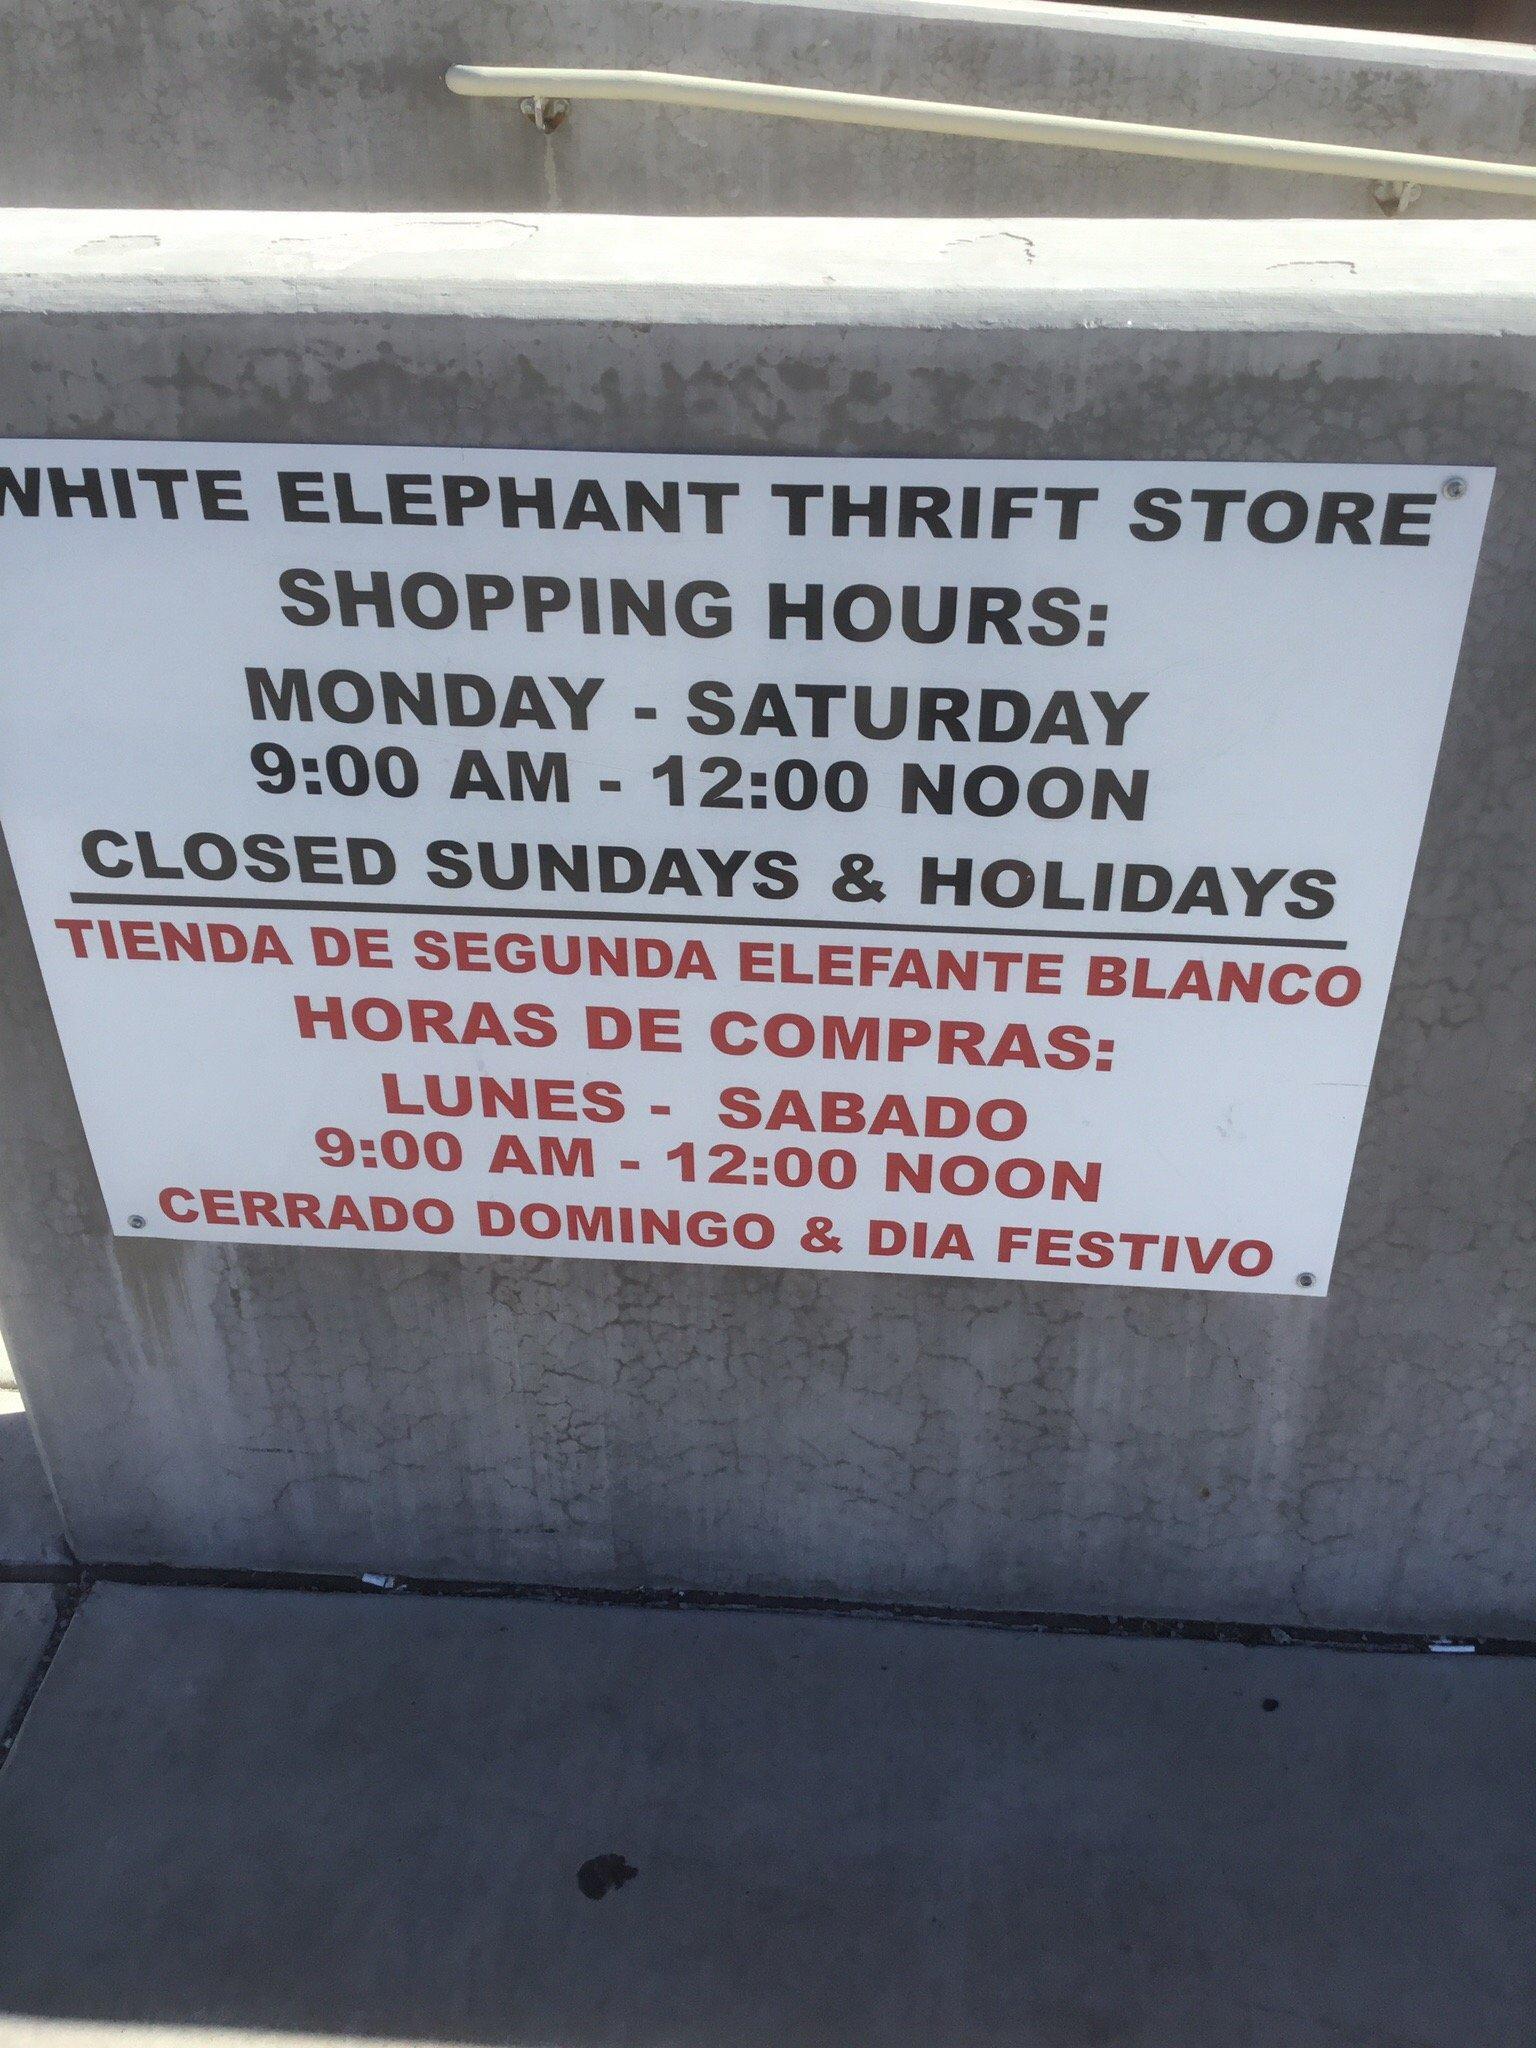 WHITE ELEPHANT THRIFT STORE
SHOPPING HOURS:
MONDAY - SATURDAY
9:00 AM - 12:00 NOON
CLOSED SUNDAYS & HOLIDAYS
TIENDA DE SEGUNDA ELEFANTE BLANCO
HORAS DE COMPRAS:
LUNES - SABADO
9:00 AM - 12:00 NOON
CERRADO DOMINGO & DIA FESTIVO